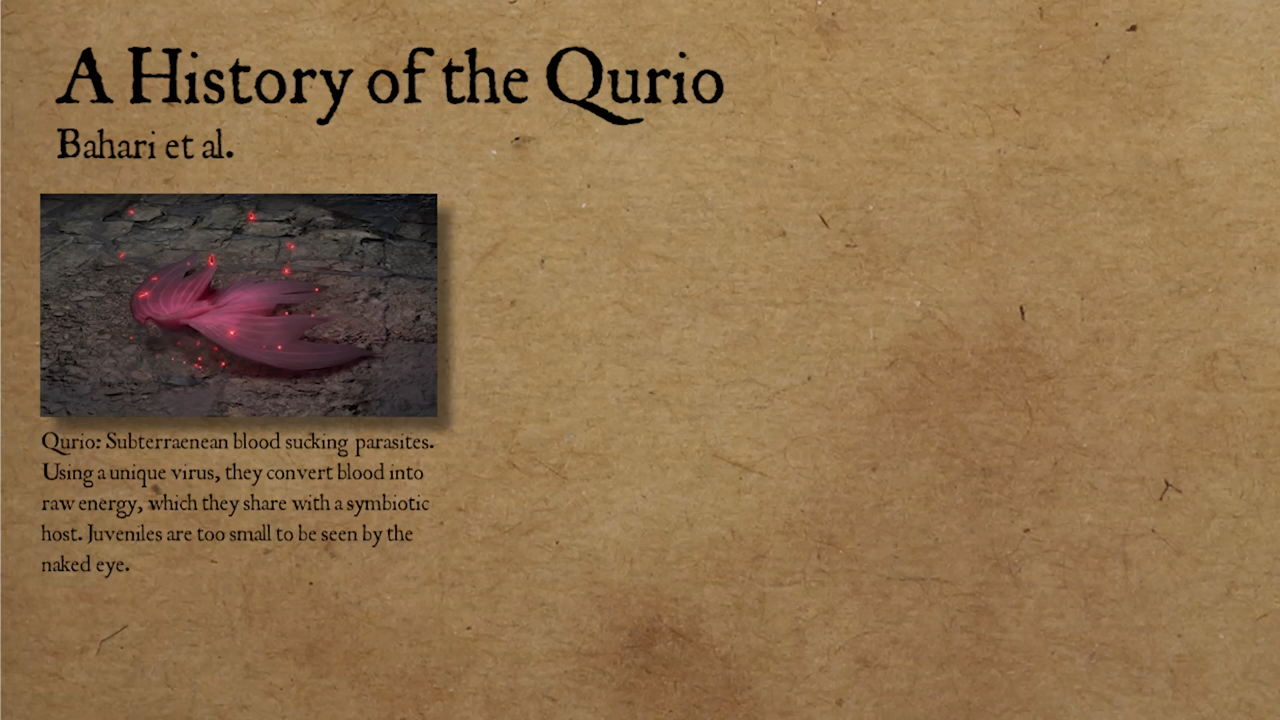 A History of the Qurio
Bahari et al.
Qurio: Subterraenean blood sucking parasites.
Using a unique virus, they convert blood into
raw energy, which they share with a symbiotic
host. Juveniles are too small to be seen by the
naked eye.